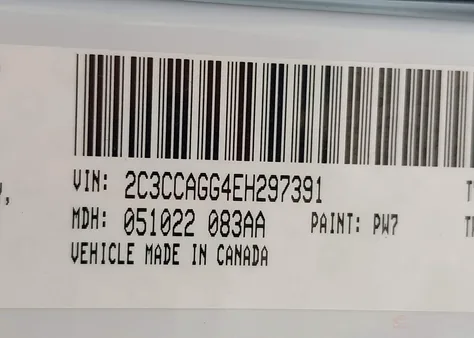 VIN: 2C3CCAGG4EH297391
MDH: 051022 083AA PAINT: PW7
VEHICLE MADE IN CANADA